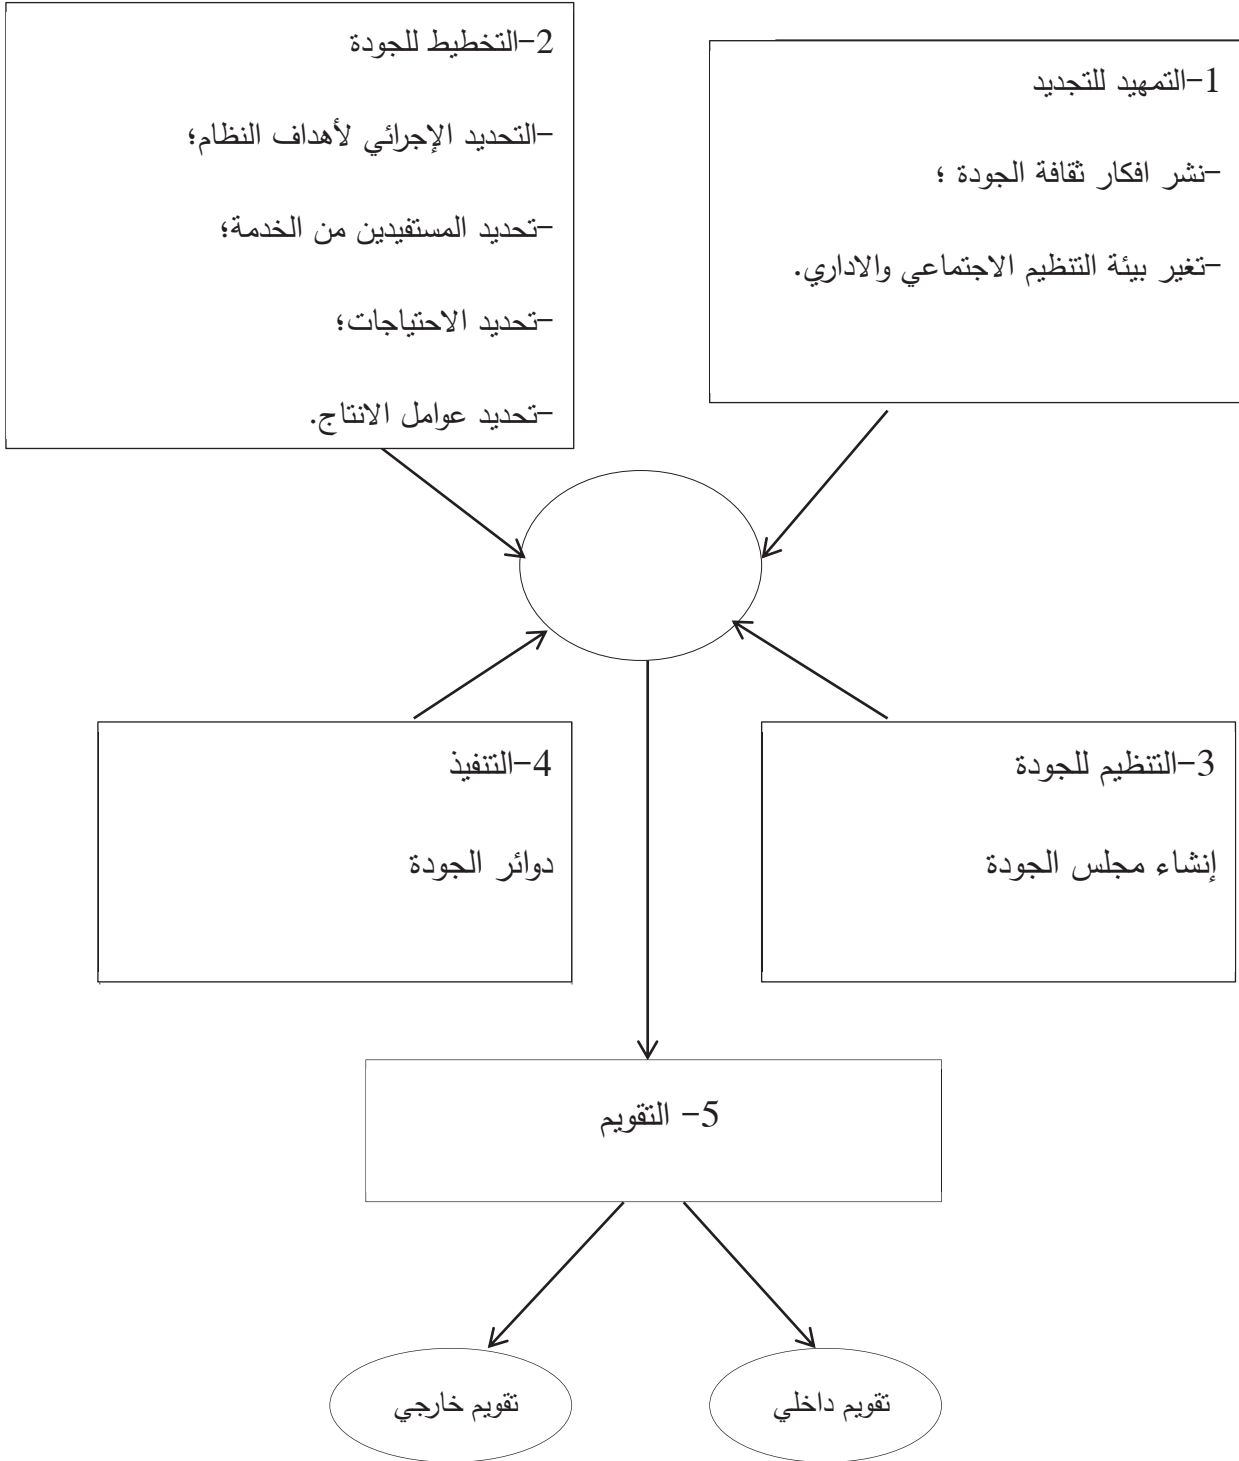 1-التمهيد للتجديد
-نشر افكار ثقافة الجودة ؛
-تغير بيئة التنظيم الاجتماعي والاداري.
2-التخطيط للجودة
-التحديد الإجرائي لأهداف النظام؛
-تحديد المستفيدين من الخدمة؛
-تحديد الاحتياجات؛
-تحديد عوامل الانتاج.
3-التنظيم للجودة
إنشاء مجلس الجودة
4-التنفيذ
دوائر الجودة
5- التقويم
تقويم داخلي
تقويم خارجي